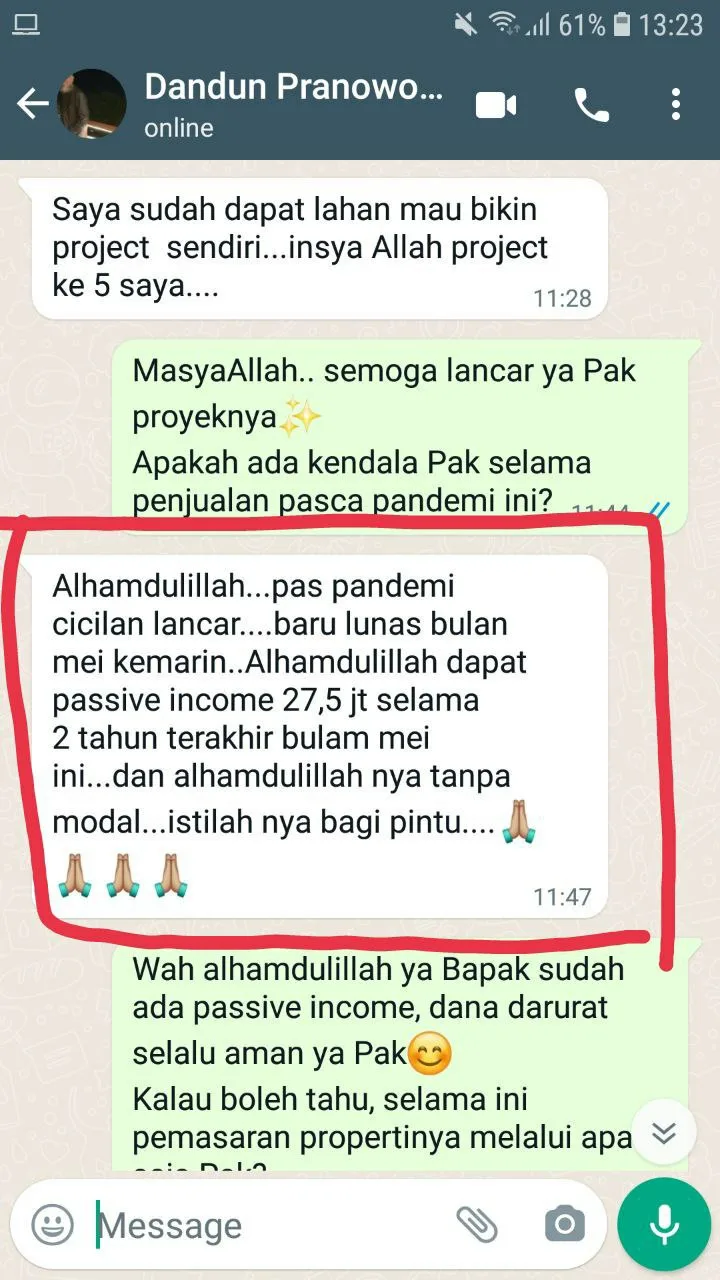 61% 13:23
Dandun Pranowo...
online
Saya sudah dapat lahan mau bikin
project sendiri...insya Allah project
ke 5 saya....
11:28
MasyaAllah.. semoga lancar ya Pak
proyeknya✨
Apakah ada kendala Pak selama
penjualan pasca pandemi ini? 11:44
Alhamdulillah...pas pandemi
cicilan lancar....baru lunas bulan
mei kemarin..Alhamdulillah dapat
passive income 27,5 jt selama
2 tahun terakhir bulam mei
ini...dan alhamdulillah nya tanpa
modal...istilah nya bagi pintu....🙏🏼
🙏🏼 🙏🏼 🙏🏼
11:47
Wah alhamdulillah ya Bapak sudah
ada passive income, dana darurat
selalu aman ya Pak😊
Kalau boleh tahu, selama ini
pemasaran propertinya melalui apa
saja Pak?
Message